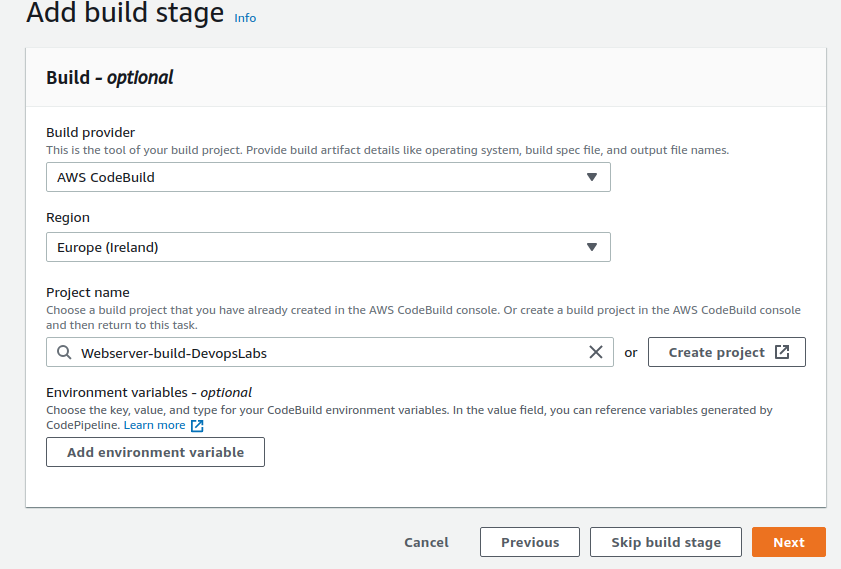 Add build stage Info
Build - optional
Build provider
This is the tool of your build project. Provide build artifact details like operating system, build spec file, and output file names.
AWS CodeBuild
Region
Europe (Ireland)
Project name
Choose a build project that you have already created in the AWS CodeBuild console. Or create a build project in the AWS CodeBuild console
and then return to this task.
Webserver-build-DevopsLabs or Create project
Environment variables - optional
Choose the key, value, and type for your CodeBuild environment variables. In the value field, you can reference variables generated by
CodePipeline. Learn more
Add environment variable
Cancel Previous Skip build stage Next